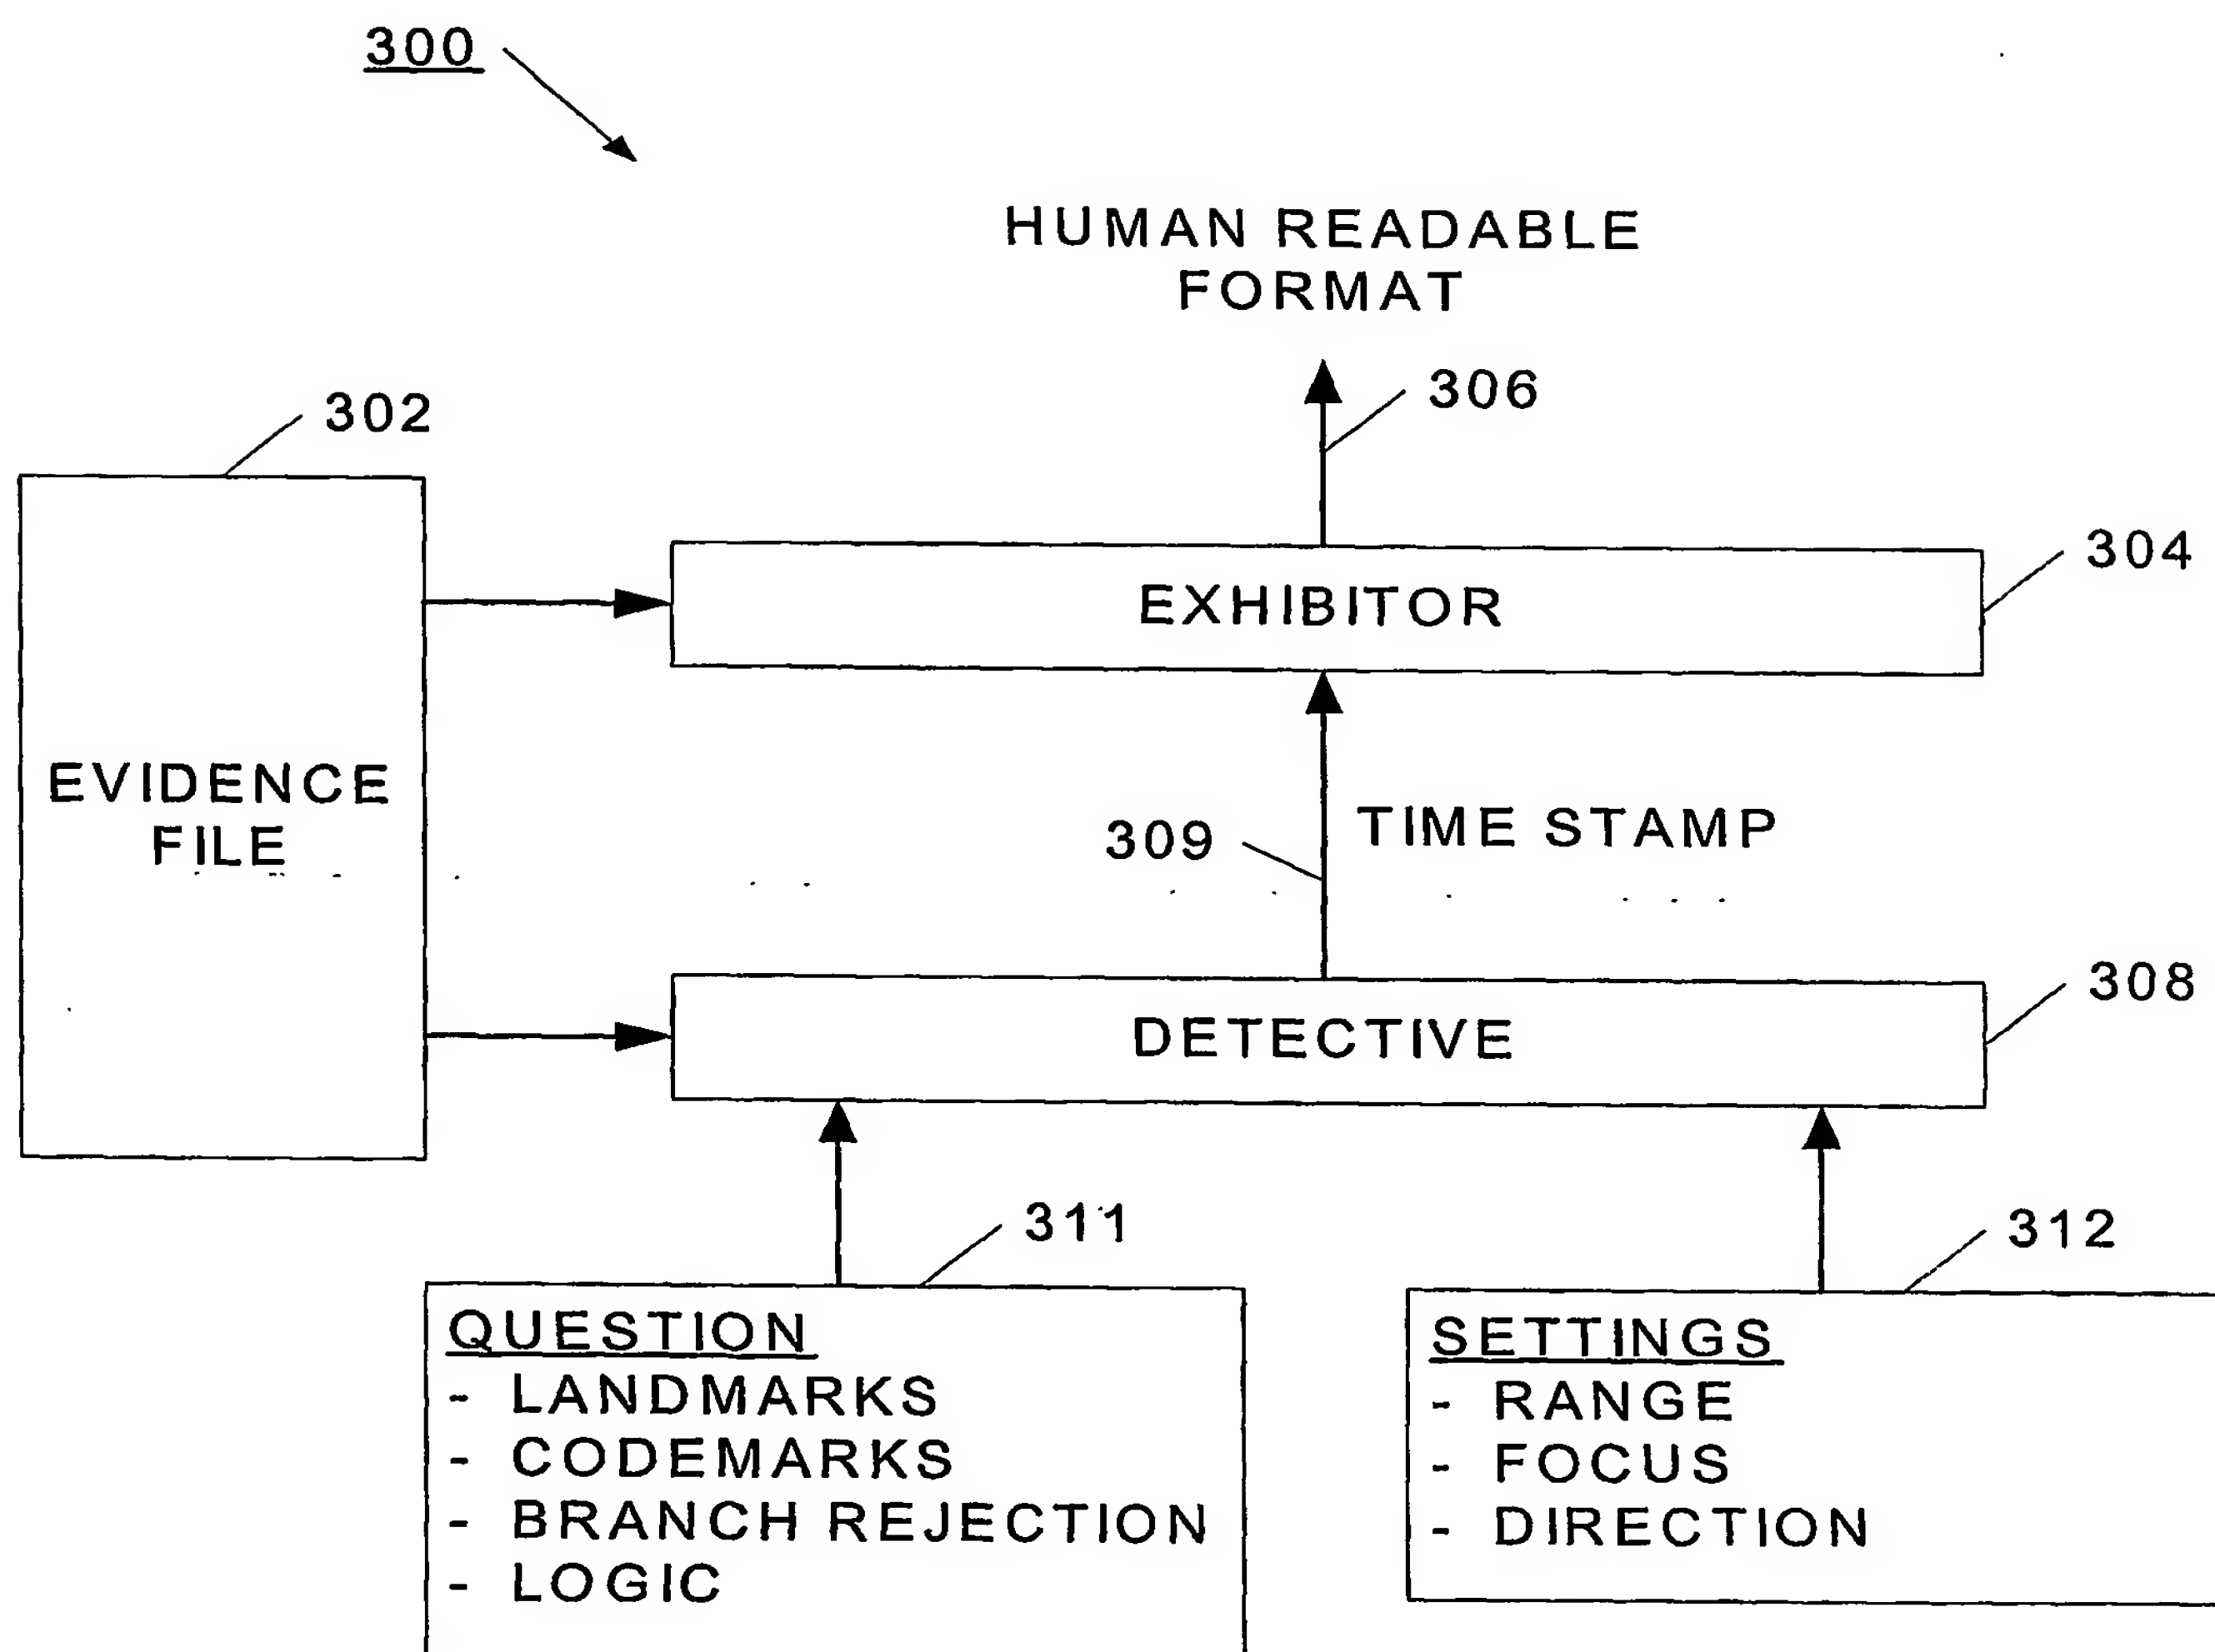 300
HUMAN READABLE
FORMAT
306
302
304
EXHIBITOR
EVIDENCE
FILE
309
TIME STAMP
308
DETECTIVE
311
312
QUESTION
- LANDMARKS
- CODEMARKS
- BRANCH REJECTION
- LOGIC
SETTINGS
- RANGE
- FOCUS
- DIRECTION